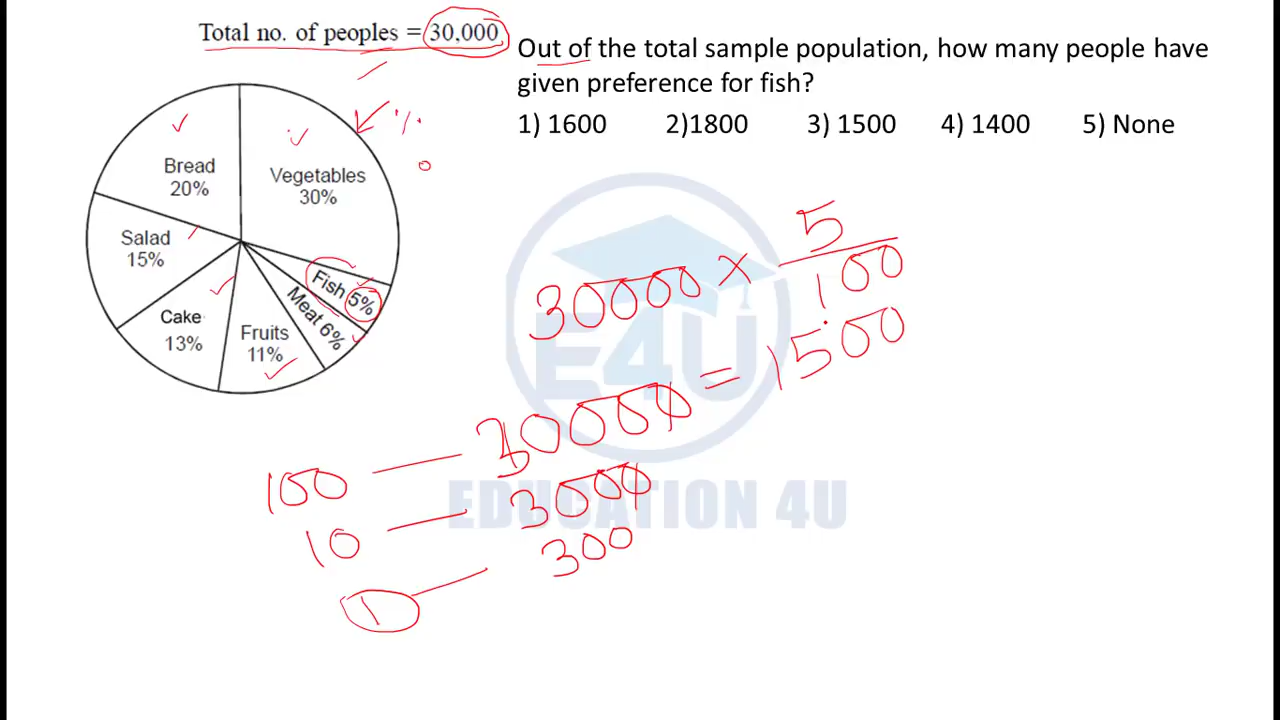 Total no. of peoples = 30,000
Out of the total sample population, how many people have
given preference for fish?
1) 1600 2)1800 3) 1500 4) 1400 5) None
%
0
Bread
20%
Vegetables
30%
Salad
15%
Fish 5%
Meat 6%
Cake
13%
Fruits
11%
30000 × 5/100
= 1500
100 — 30000
10 — 3000
1 — 300
E4U
EDUCATION 4U